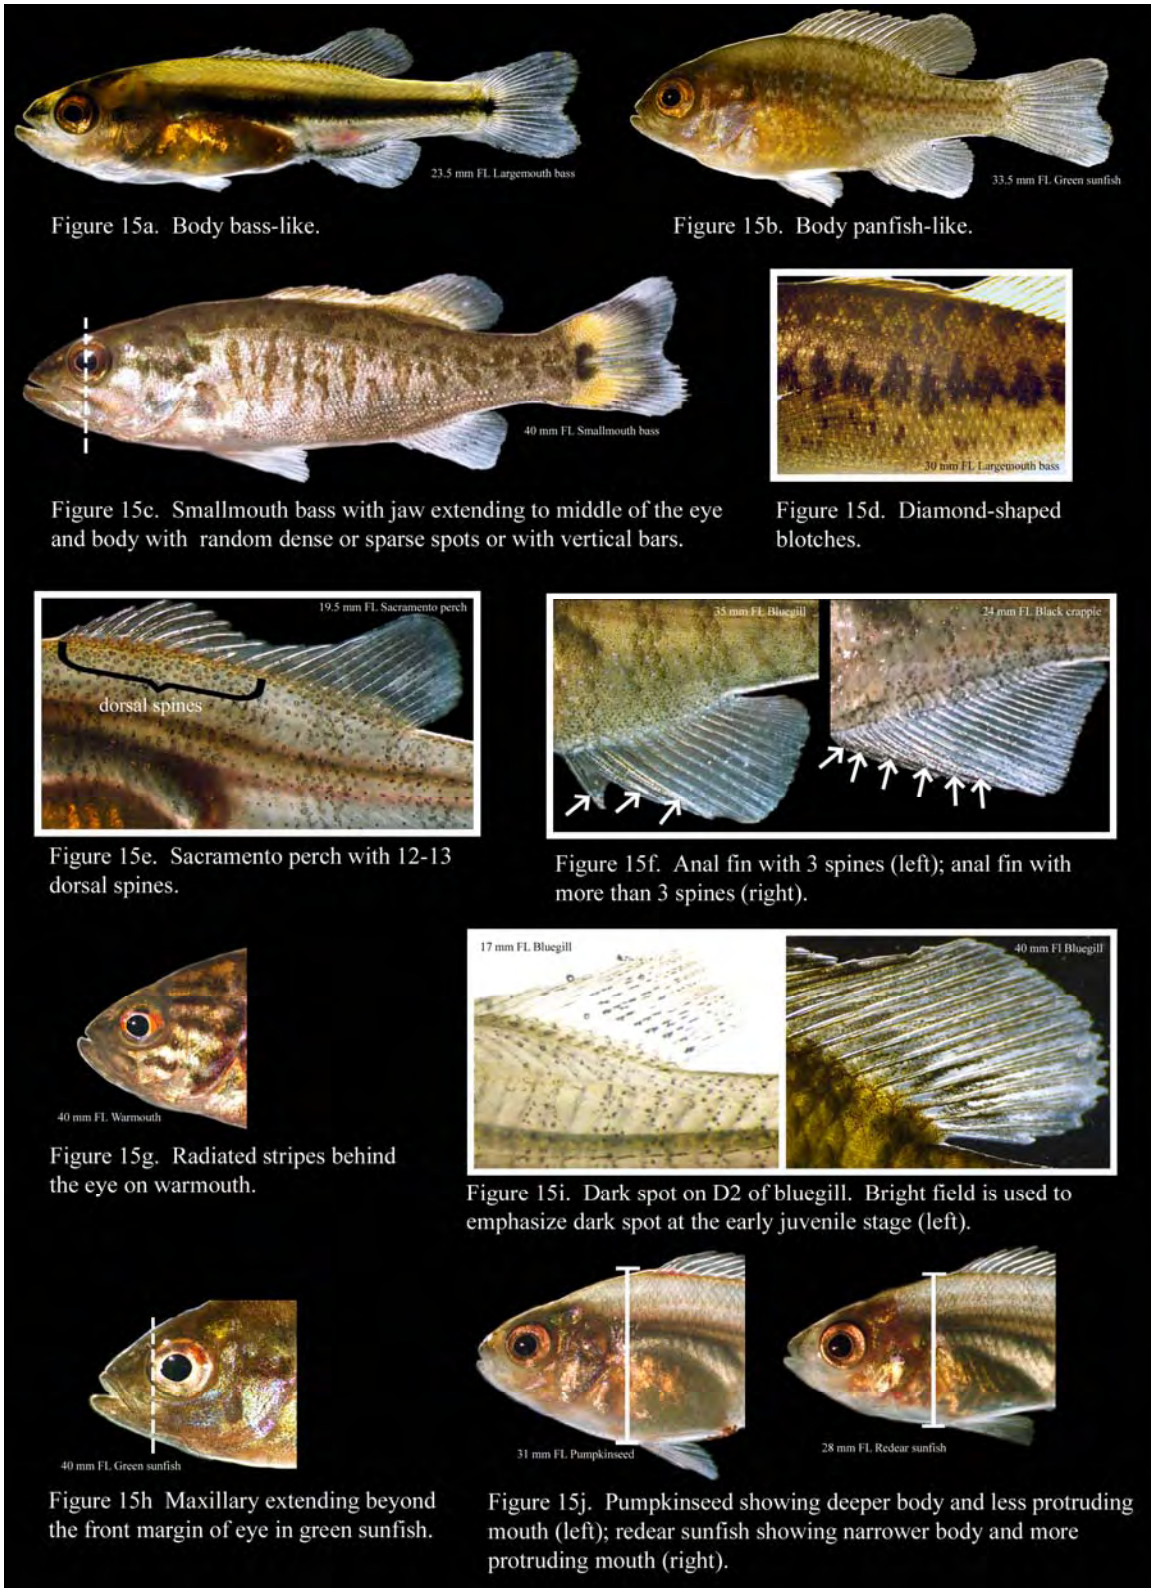 23.5 mm FL Largemouth bass
33.5 mm FL Green sunfish
Figure 15a.  Body bass-like.
Figure 15b.  Body panfish-like.
40 mm FL Smallmouth bass
30 mm FL Largemouth bass
Figure 15c.  Smallmouth bass with jaw extending to middle of the eye
and body with  random dense or sparse spots or with vertical bars.
Figure 15d.  Diamond-shaped
blotches.
19.5 mm FL Sacramento perch
dorsal spines
35 mm FL Bluegill
24 mm FL Black crappie
Figure 15e.  Sacramento perch with 12-13
dorsal spines.
Figure 15f.  Anal fin with 3 spines (left); anal fin with
more than 3 spines (right).
40 mm FL Warmouth
17 mm FL Bluegill
40 mm Fl Bluegill
Figure 15g.  Radiated stripes behind
the eye on warmouth.
Figure 15i.  Dark spot on D2 of bluegill.  Bright field is used to
emphasize dark spot at the early juvenile stage (left).
40 mm FL Green sunfish
31 mm FL Pumpkinseed
28 mm FL Redear sunfish
Figure 15h  Maxillary extending beyond
the front margin of eye in green sunfish.
Figure 15j.  Pumpkinseed showing deeper body and less protruding
mouth (left); redear sunfish showing narrower body and more
protruding mouth (right).